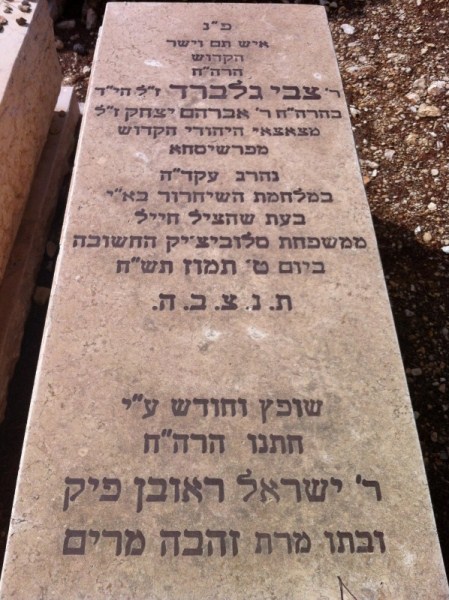 פ"נ
איש תם וישר
הקדוש
הרה"ח
ר' צבי גלברד ז"ל הי"ד
בהרה"ח ר' אברהם יצחק ז"ל
מצאצאי היהודי הקדוש
מפרשיסחא
נהרג עקד"ה
במלחמת השיחרור בא"י
בעת שהציל חייל
ממשפחת סלוביצ'יק החשובה
ביום ט' תמוז תש"ח
ת.נ.צ.ב.ה.
שופץ וחודש ע"י
חתנו הרה"ח
ר' ישראל ראובן פיק
ובתו מרת זהבה מרים